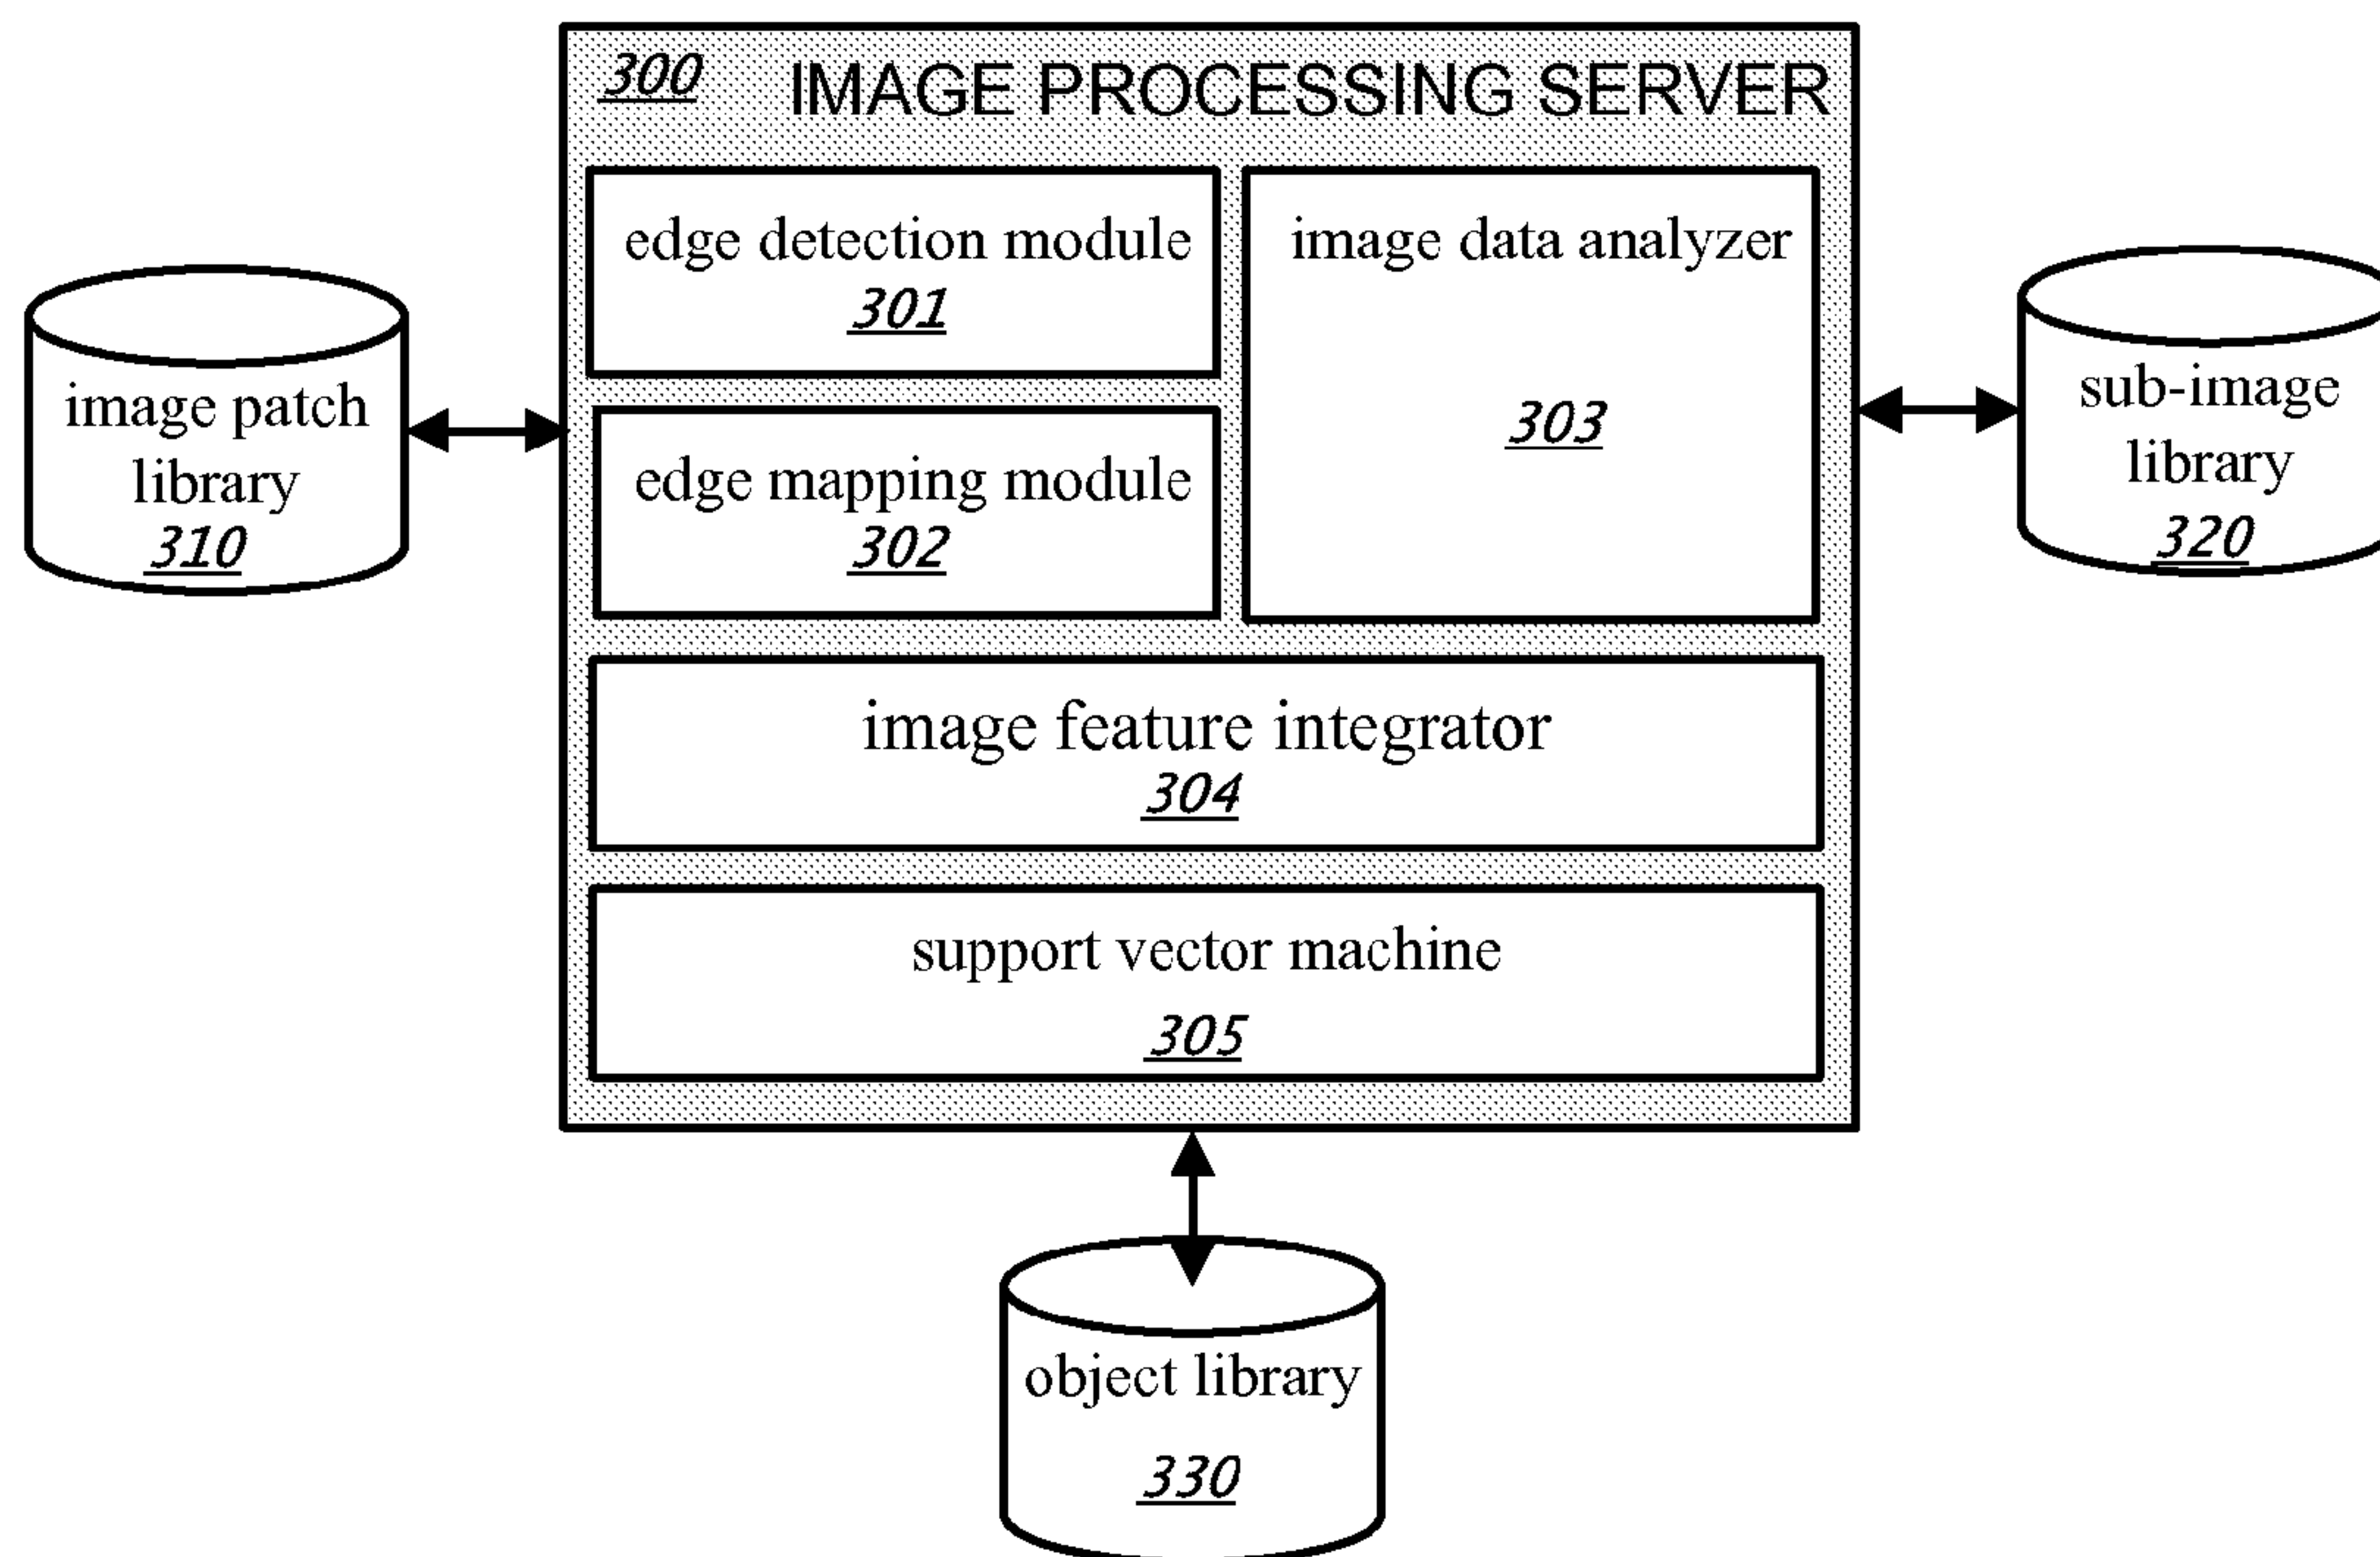 300 IMAGE PROCESSING SERVER
edge detection module
301
image data analyzer
303
edge mapping module
302
image patch
library
310
sub-image
library
320
image feature integrator
304
support vector machine
305
object library
330